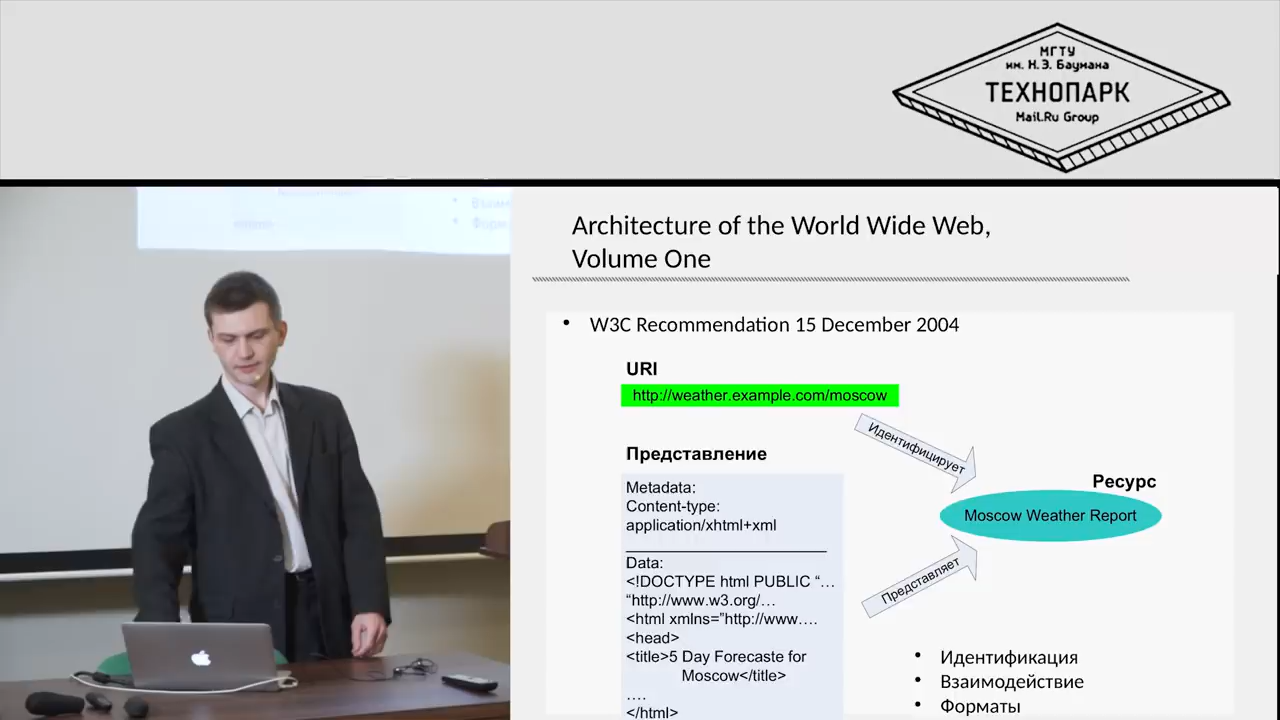 МГТУ
им. Н.Э. Баумана
ТЕХНОПАРК
Mail.Ru Group
Architecture of the World Wide Web,
Volume One
• W3C Recommendation 15 December 2004
URI
http://weather.example.com/moscow
Идентифицирует
Представление
Metadata:
Content-type:
application/xhtml+xml
Data:
<!DOCTYPE html PUBLIC “…
“http://www.w3.org/…
<html xmlns=”http://www….
<head>
<title>5 Day Forecaste for
Moscow</title>
….
</html>
Ресурс
Moscow Weather Report
Представляет
• Идентификация
• Взаимодействие
• Форматы